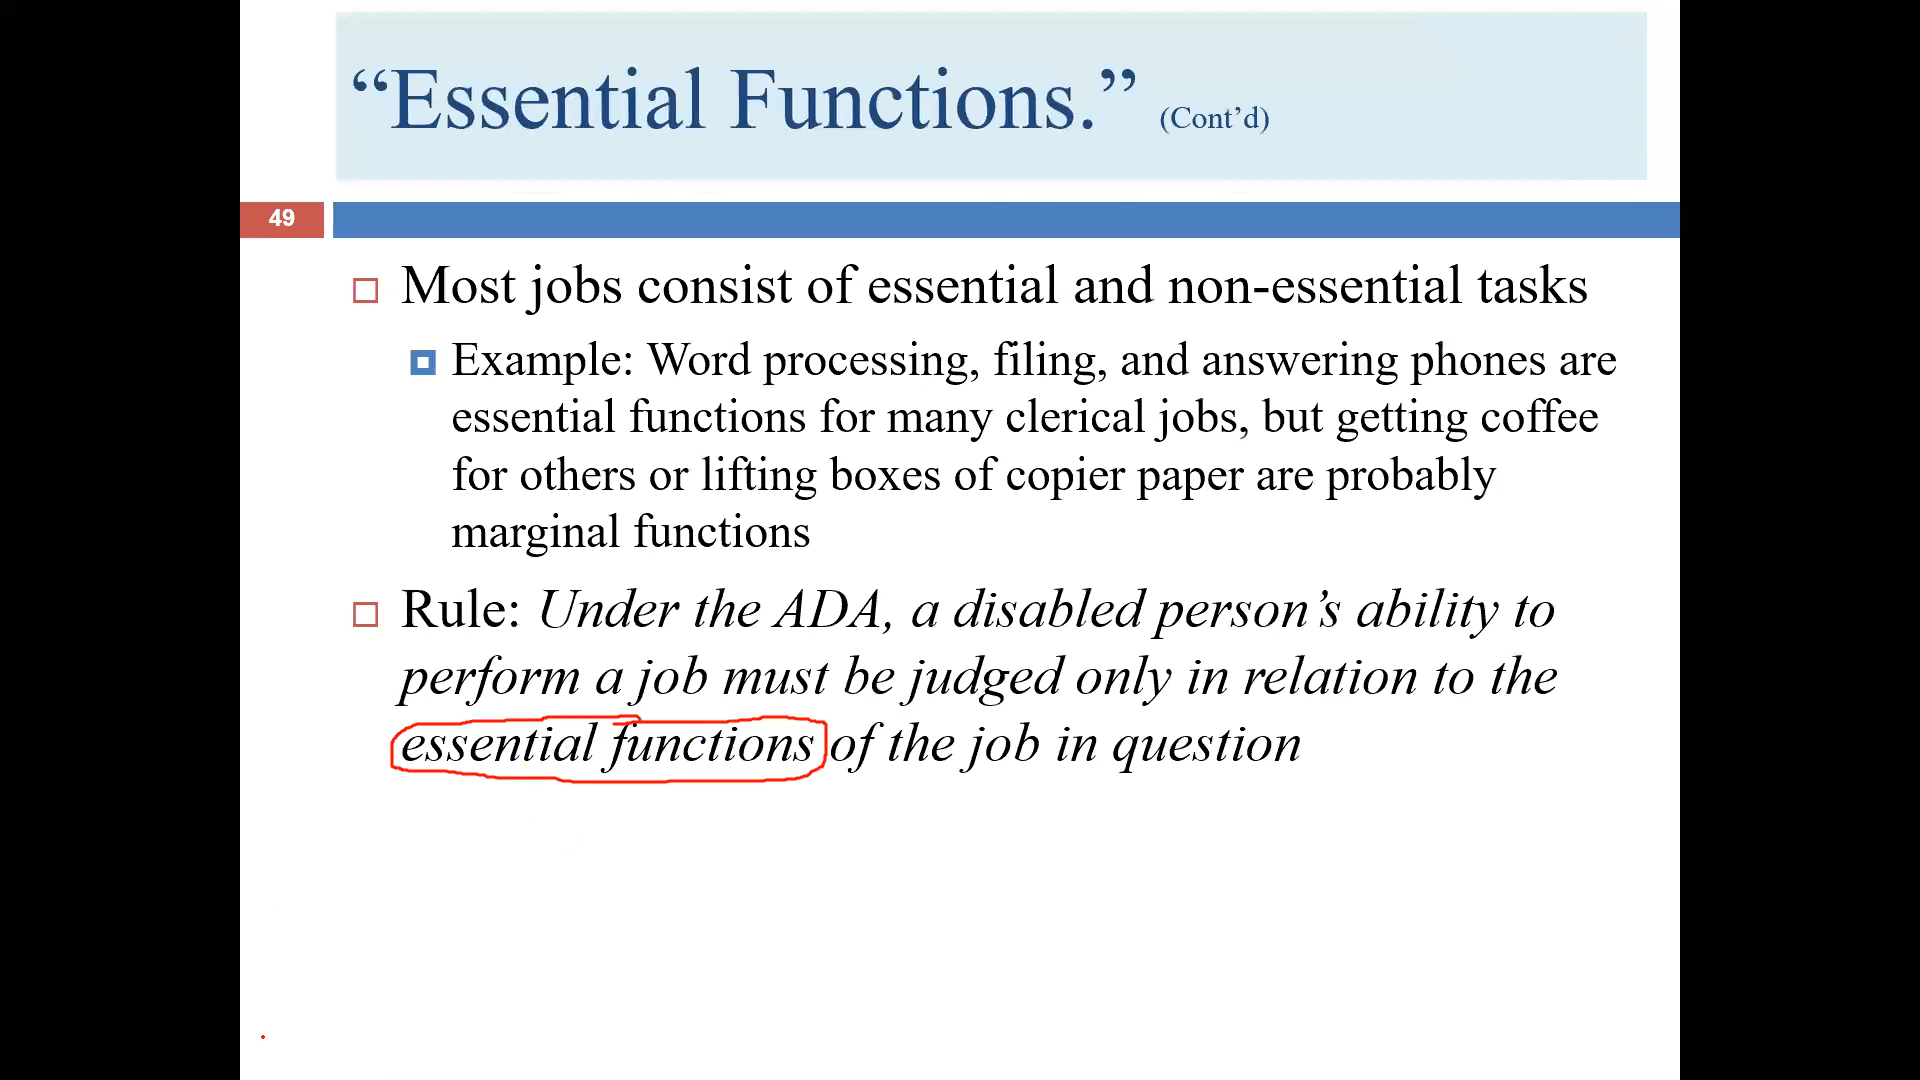 “Essential Functions.” (Cont’d)
49
Most jobs consist of essential and non-essential tasks
Example: Word processing, filing, and answering phones are
essential functions for many clerical jobs, but getting coffee
for others or lifting boxes of copier paper are probably
marginal functions
Rule: Under the ADA, a disabled person’s ability to
perform a job must be judged only in relation to the
essential functions of the job in question